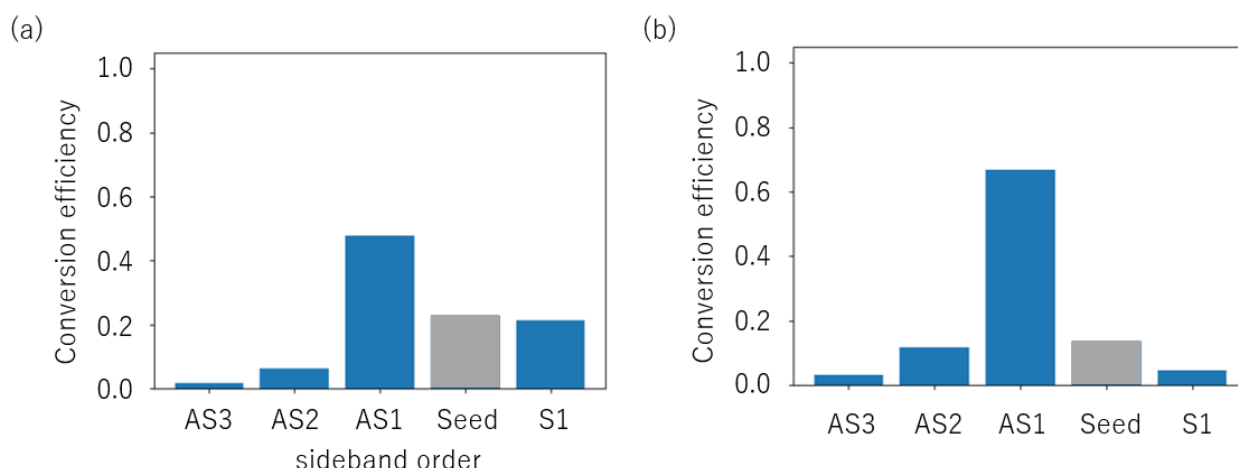 (a)
Conversion efficiency
1.0
0.8
0.6
0.4
0.2
0.0
AS3 AS2 AS1 Seed S1
sideband order
(b)
Conversion efficiency
1.0
0.8
0.6
0.4
0.2
0.0
AS3 AS2 AS1 Seed S1